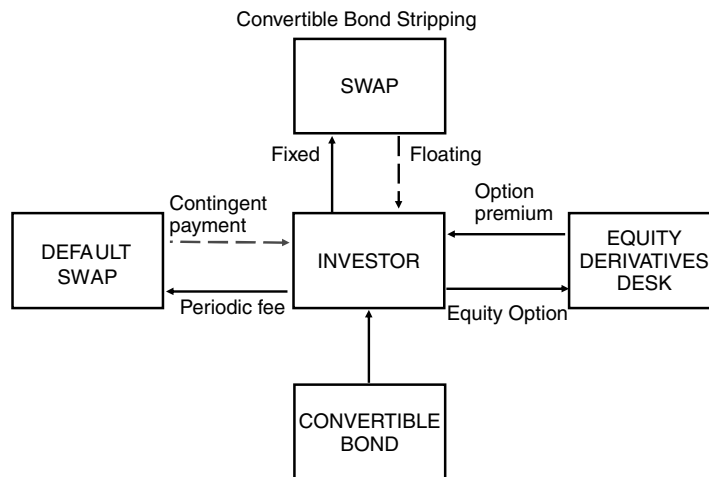 Convertible Bond Stripping
SWAP
Fixed
Floating
Contingent
payment
Option
premium
DEFAULT
SWAP
INVESTOR
EQUITY
DERIVATIVES
DESK
Periodic fee
Equity Option
CONVERTIBLE
BOND